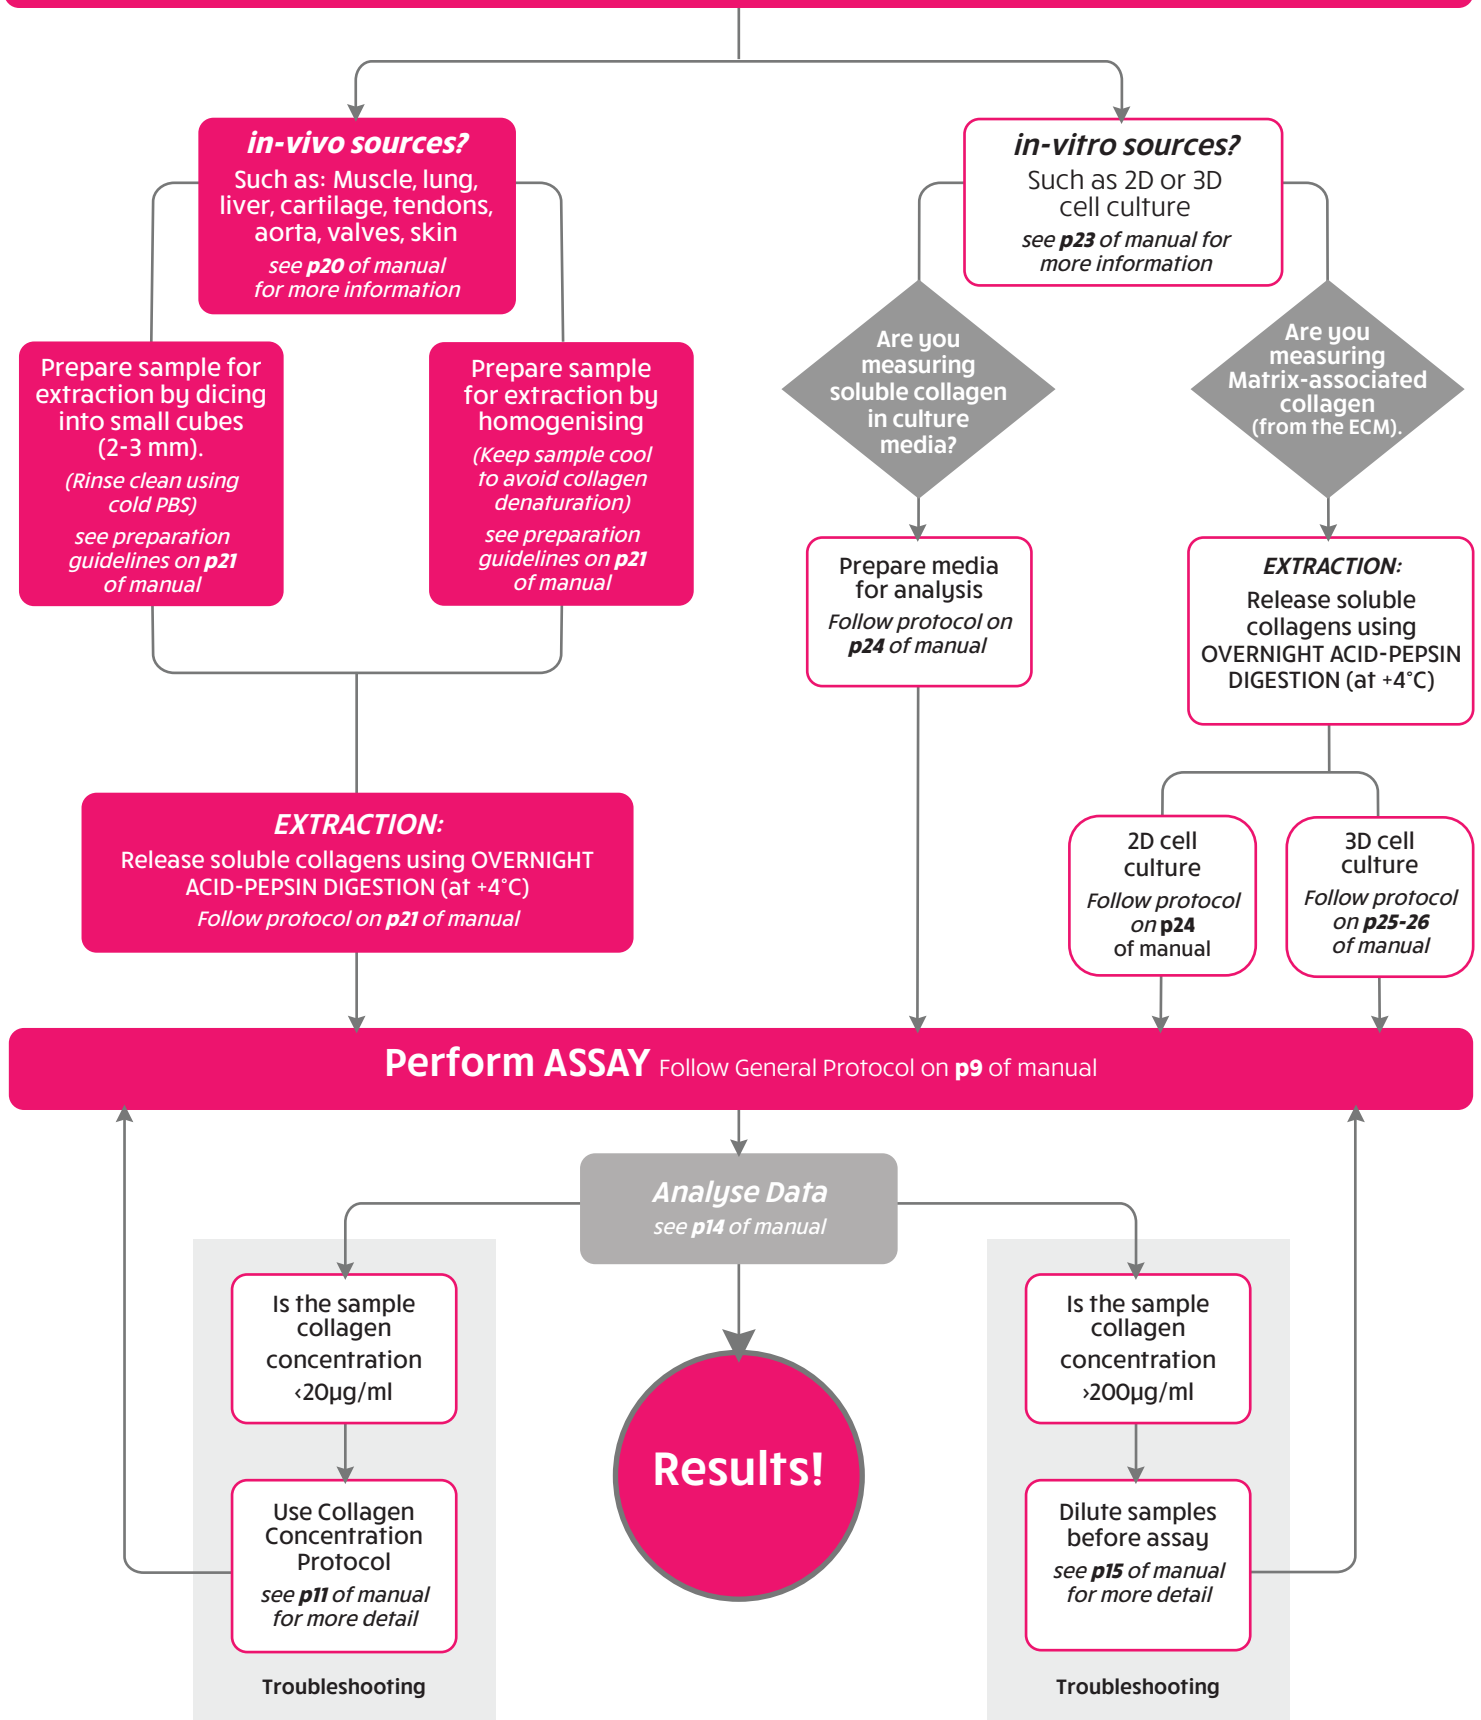 in-vivo sources?
Such as: Muscle, lung,
liver, cartilage, tendons,
aorta, valves, skin
see p20 of manual
for more information
in-vitro sources?
Such as 2D or 3D
cell culture
see p23 of manual for
more information
Prepare sample for
extraction by dicing
into small cubes
(2-3 mm).
(Rinse clean using
cold PBS)
see preparation
guidelines on p21
of manual
Prepare sample
for extraction by
homogenising
(Keep sample cool
to avoid collagen
denaturation)
see preparation
guidelines on p21
of manual
Are you
measuring
soluble collagen
in culture
media?
Are you
measuring
Matrix-associated
collagen
(from the ECM).
Prepare media
for analysis
Follow protocol on
p24 of manual
EXTRACTION:
Release soluble
collagens using
OVERNIGHT ACID-PEPSIN
DIGESTION (at +4°C)
EXTRACTION:
Release soluble collagens using OVERNIGHT
ACID-PEPSIN DIGESTION (at +4°C)
Follow protocol on p21 of manual
2D cell
culture
Follow protocol
on p24
of manual
3D cell
culture
Follow protocol
on p25-26
of manual
Perform ASSAY Follow General Protocol on p9 of manual
Analyse Data
see p14 of manual
Is the sample
collagen
concentration
<20µg/ml
Use Collagen
Concentration
Protocol
see p11 of manual
for more detail
Troubleshooting
Results!
Is the sample
collagen
concentration
>200µg/ml
Dilute samples
before assay
see p15 of manual
for more detail
Troubleshooting